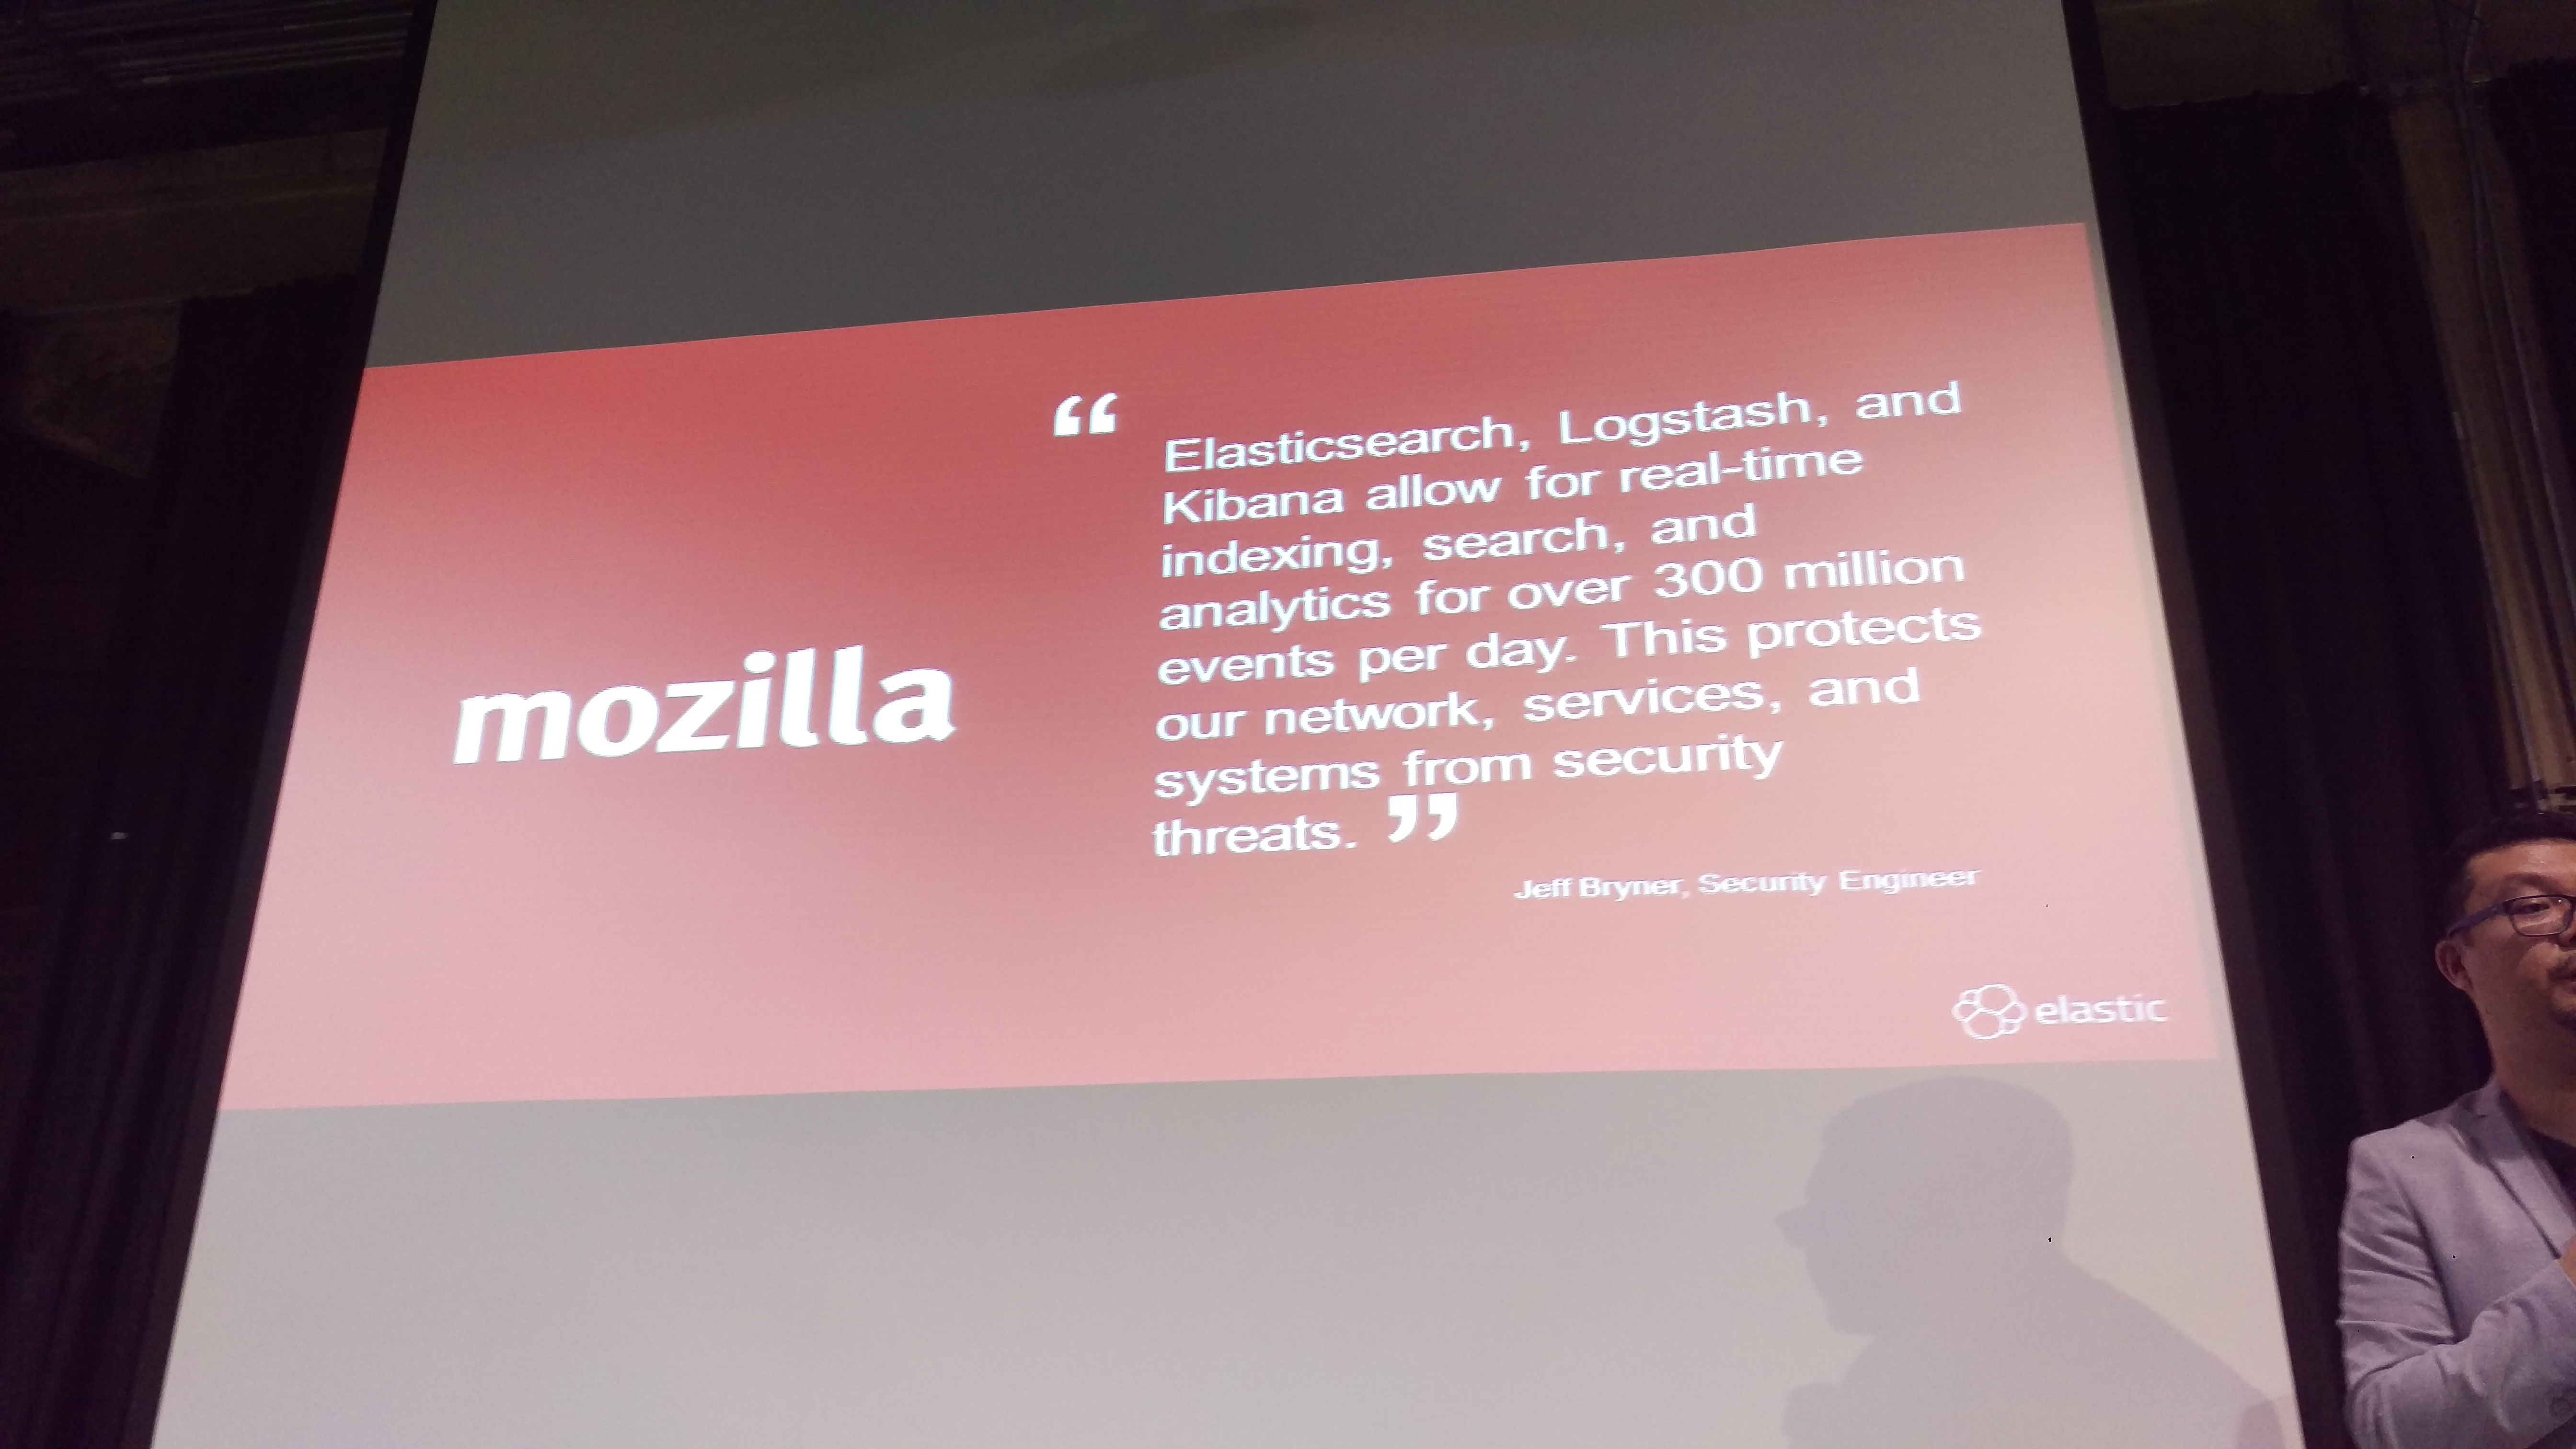 mozilla
“ Elasticsearch, Logstash, and
Kibana allow for real-time
indexing, search, and
analytics for over 300 million
events per day. This protects
our network, services, and
systems from security
threats. ”
Jeff Bryner, Security Engineer
elastic